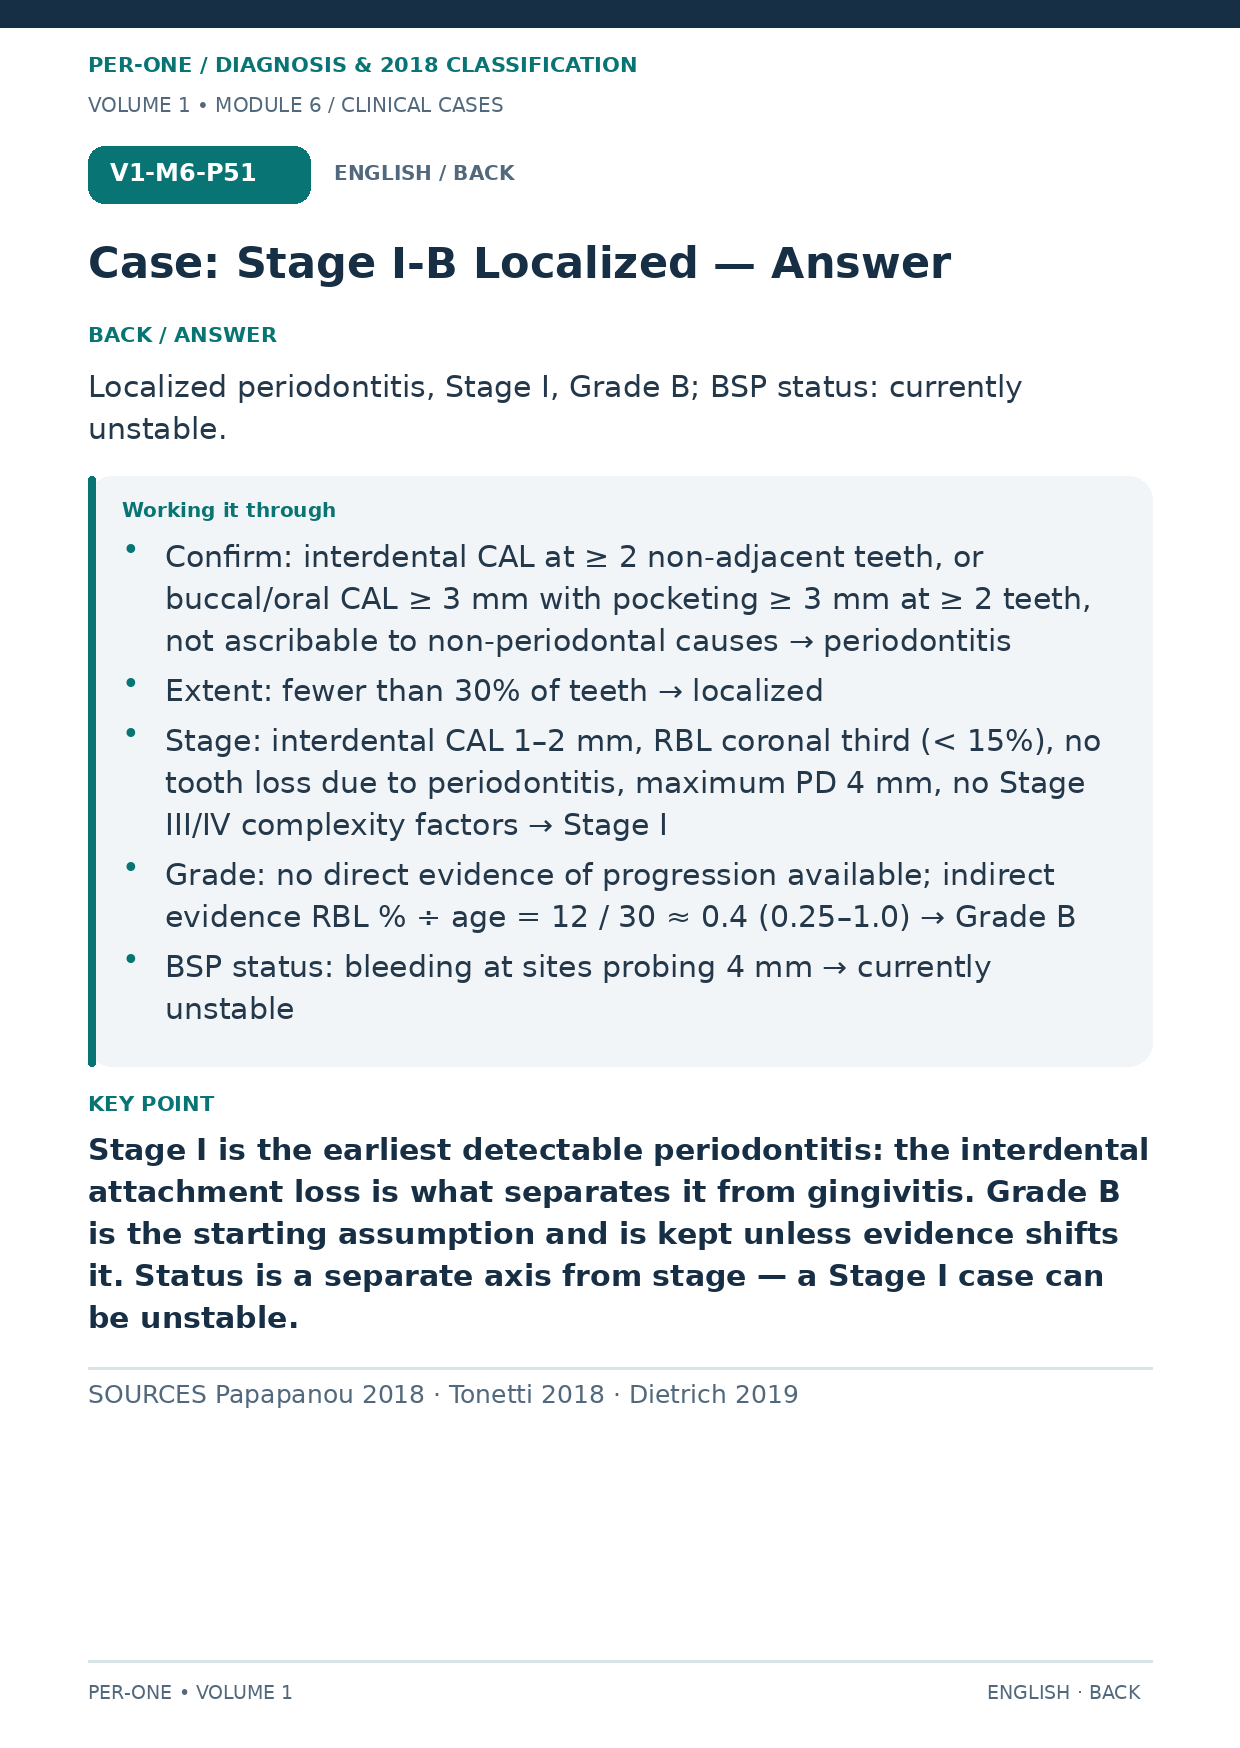 PER-ONE / DIAGNOSIS & 2018 CLASSIFICATION
VOLUME 1 • MODULE 6 / CLINICAL CASES
V1-M6-P51
ENGLISH / BACK
Case: Stage I-B Localized — Answer
BACK / ANSWER
Localized periodontitis, Stage I, Grade B; BSP status: currently
unstable.
Working it through
• Confirm: interdental CAL at ≥ 2 non-adjacent teeth, or
buccal/oral CAL ≥ 3 mm with pocketing ≥ 3 mm at ≥ 2 teeth,
not ascribable to non-periodontal causes → periodontitis
• Extent: fewer than 30% of teeth → localized
• Stage: interdental CAL 1–2 mm, RBL coronal third (< 15%), no
tooth loss due to periodontitis, maximum PD 4 mm, no Stage
III/IV complexity factors → Stage I
• Grade: no direct evidence of progression available; indirect
evidence RBL % ÷ age = 12 / 30 ≈ 0.4 (0.25–1.0) → Grade B
• BSP status: bleeding at sites probing 4 mm → currently
unstable
KEY POINT
Stage I is the earliest detectable periodontitis: the interdental
attachment loss is what separates it from gingivitis. Grade B
is the starting assumption and is kept unless evidence shifts
it. Status is a separate axis from stage — a Stage I case can
be unstable.
SOURCES Papapanou 2018 · Tonetti 2018 · Dietrich 2019
PER-ONE • VOLUME 1
ENGLISH · BACK